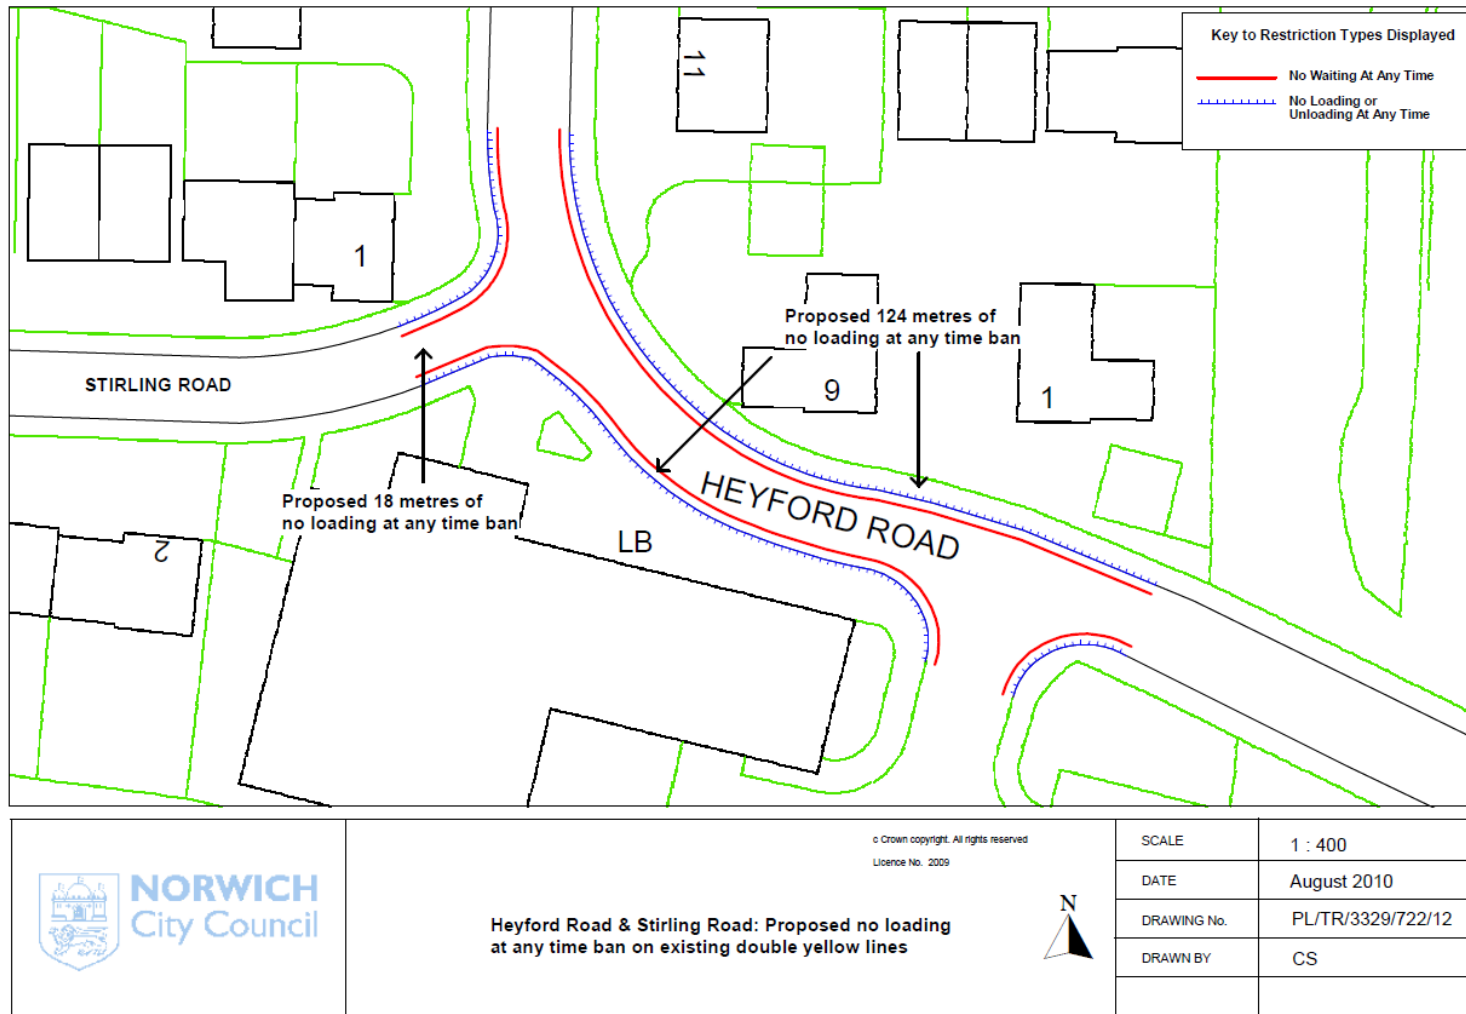 Key to Restriction Types Displayed
No Waiting At Any Time
No Loading or
Unloading At Any Time
11
1
Proposed 124 metres of
no loading at any time ban
STIRLING ROAD
9
1
HEYFORD ROAD
Proposed 18 metres of
no loading at any time ban
LB
2
c Crown copyright. All rights reserved
Licence No. 2009
NORWICH
City Council
Heyford Road & Stirling Road: Proposed no loading
at any time ban on existing double yellow lines
N
SCALE
1 : 400
DATE
August 2010
DRAWING No.
PL/TR/3329/722/12
DRAWN BY
CS